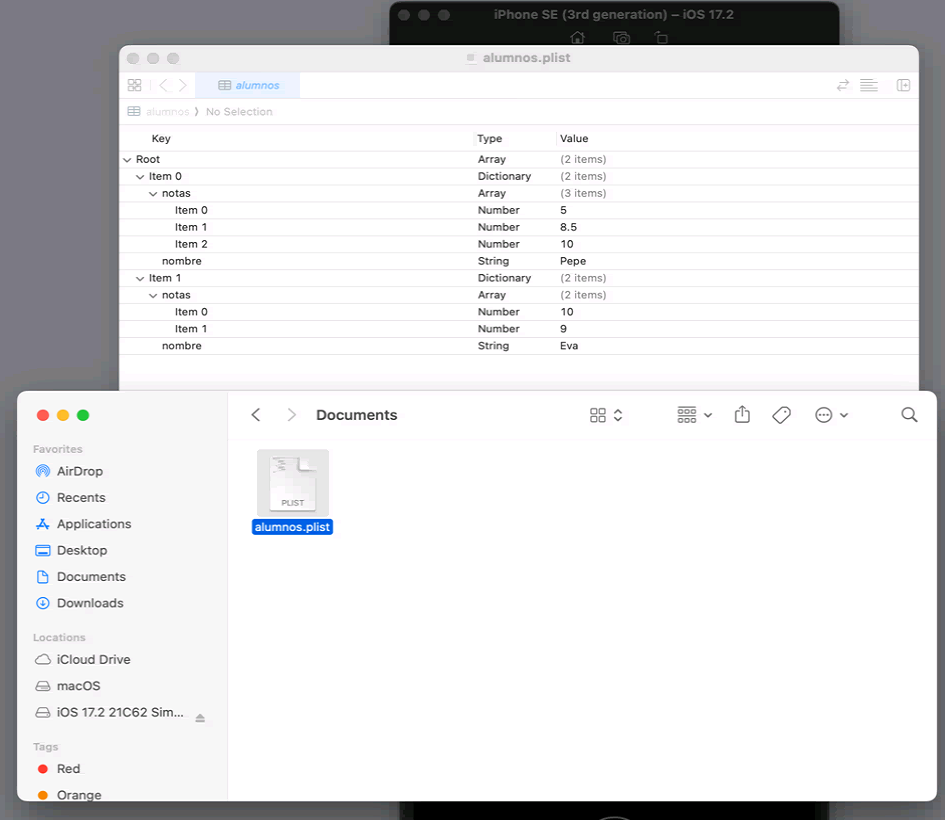 iPhone SE (3rd generation) – iOS 17.2
alumnos.plist
alumnos
alumnos 〉 No Selection
Key Type Value
Root Array (2 items)
Item 0 Dictionary (2 items)
notas Array (3 items)
Item 0 Number 5
Item 1 Number 8.5
Item 2 Number 10
nombre String Pepe
Item 1 Dictionary (2 items)
notas Array (2 items)
Item 0 Number 10
Item 1 Number 9
nombre String Eva
Documents
Favorites
AirDrop
Recents
Applications
Desktop
Documents
Downloads
Locations
iCloud Drive
macOS
iOS 17.2 21C62 Sim...
Tags
Red
Orange
PLIST
alumnos.plist